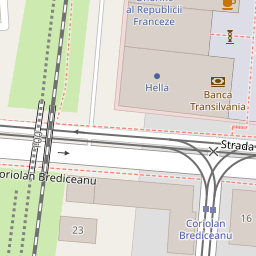 al Republicii
Franceze
Hella
Banca
Transilvania
Strada
Coriolan Brediceanu
Coriolan
Brediceanu
23
16